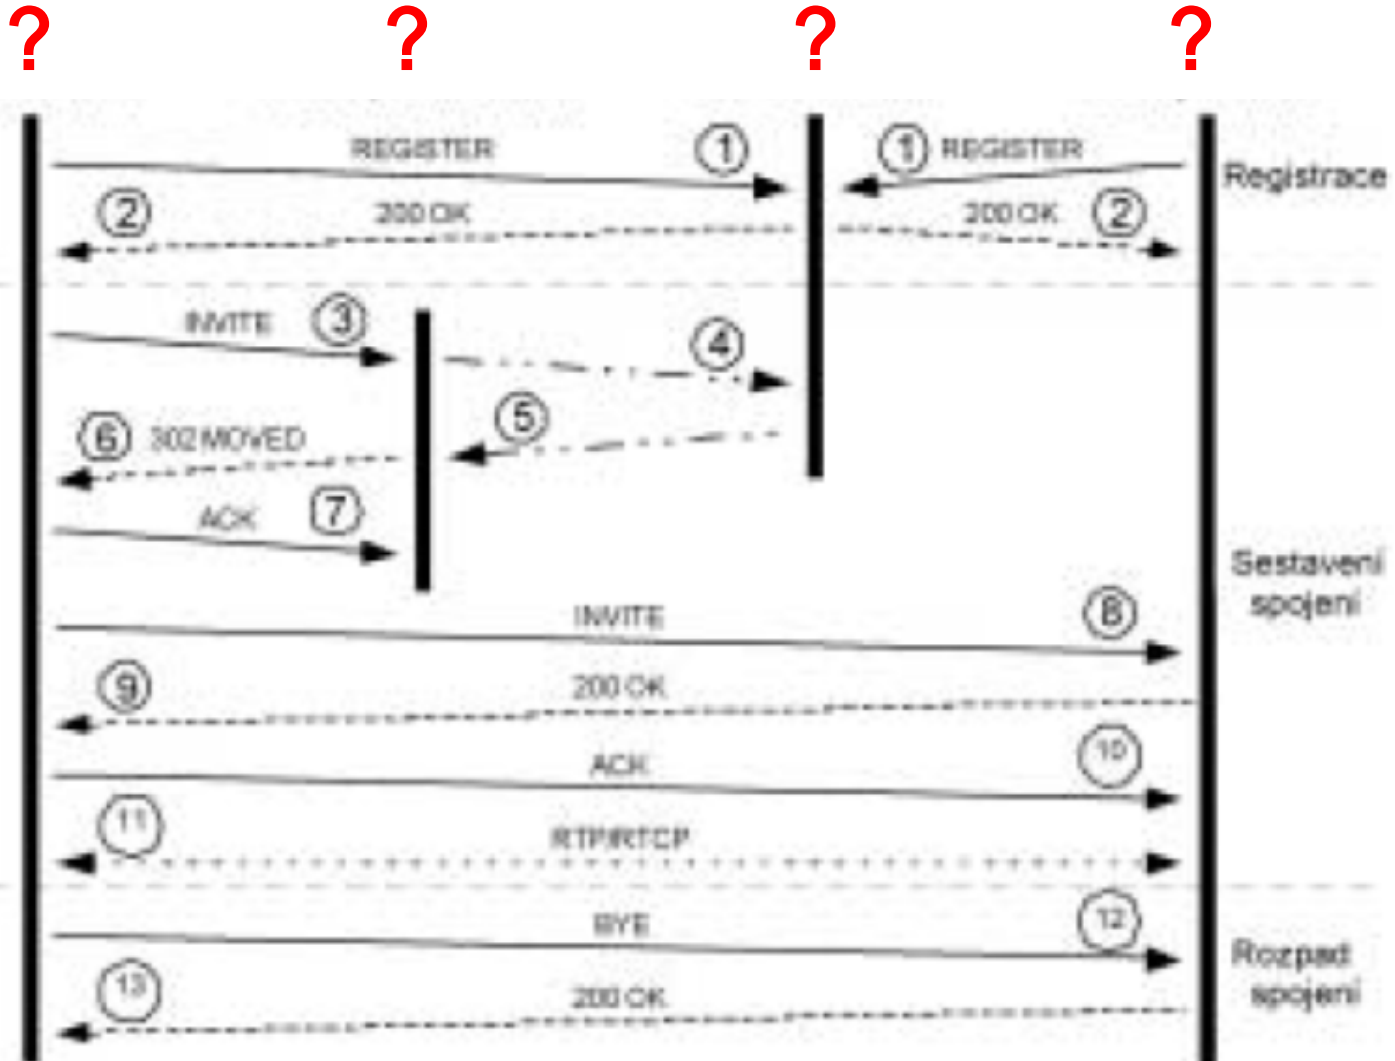 ? ? ? ?
REGISTER 1 1 REGISTER
Registrace
2 200 OK 200 OK 2
INVITE 3
4
5
6 302 MOVED
ACK 7
Sestavení
spojení
INVITE 8
9 200 OK
ACK 10
11 RTP/RTCP
BYE 12
Rozpad
spojení
13 200 OK